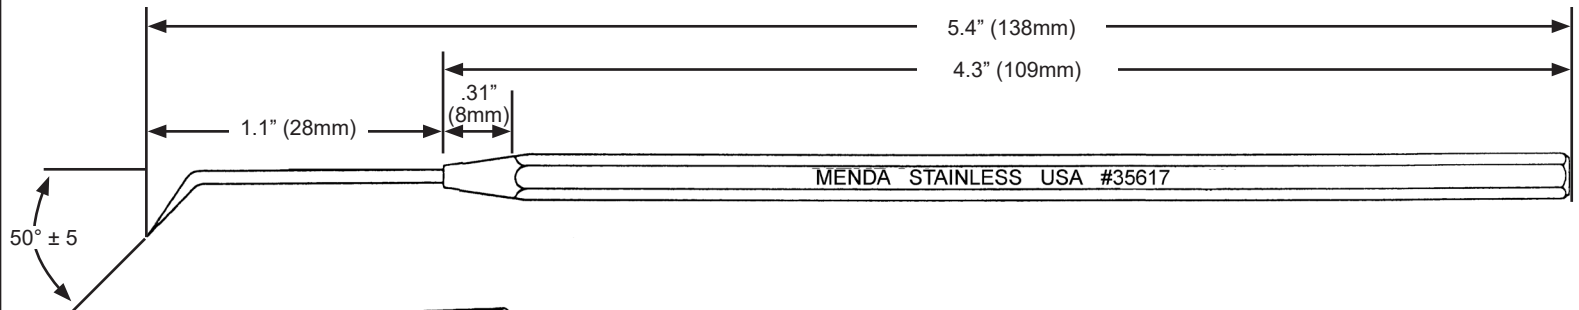 5.4” (138mm)
4.3” (109mm)
.31”
(8mm)
1.1” (28mm)
MENDA STAINLESS USA #35617
50° ± 5